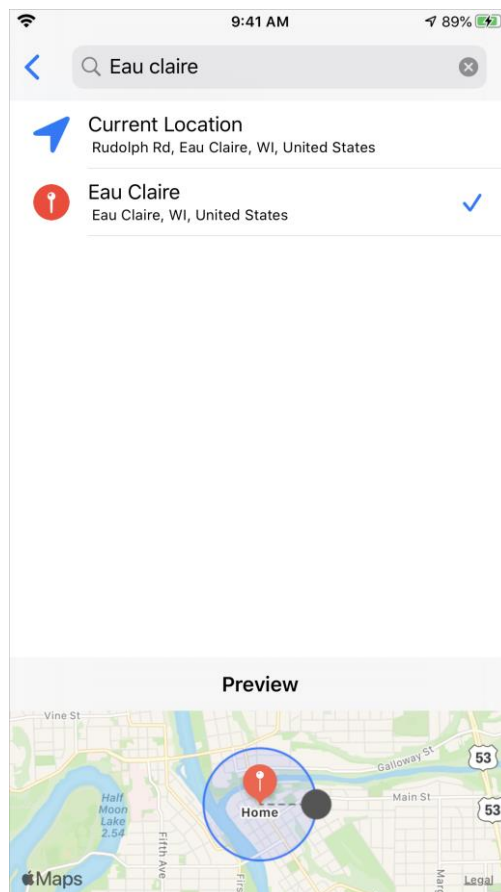 9:41 AM
89%
Eau claire
Current Location
Rudolph Rd, Eau Claire, WI, United States
Eau Claire
Eau Claire, WI, United States
Preview
Vine St
Galloway St
53
Half
Moon
Lake
2.54
Home
Main St
53
Fifth Ave
Firs
Mar
Maps
Legal